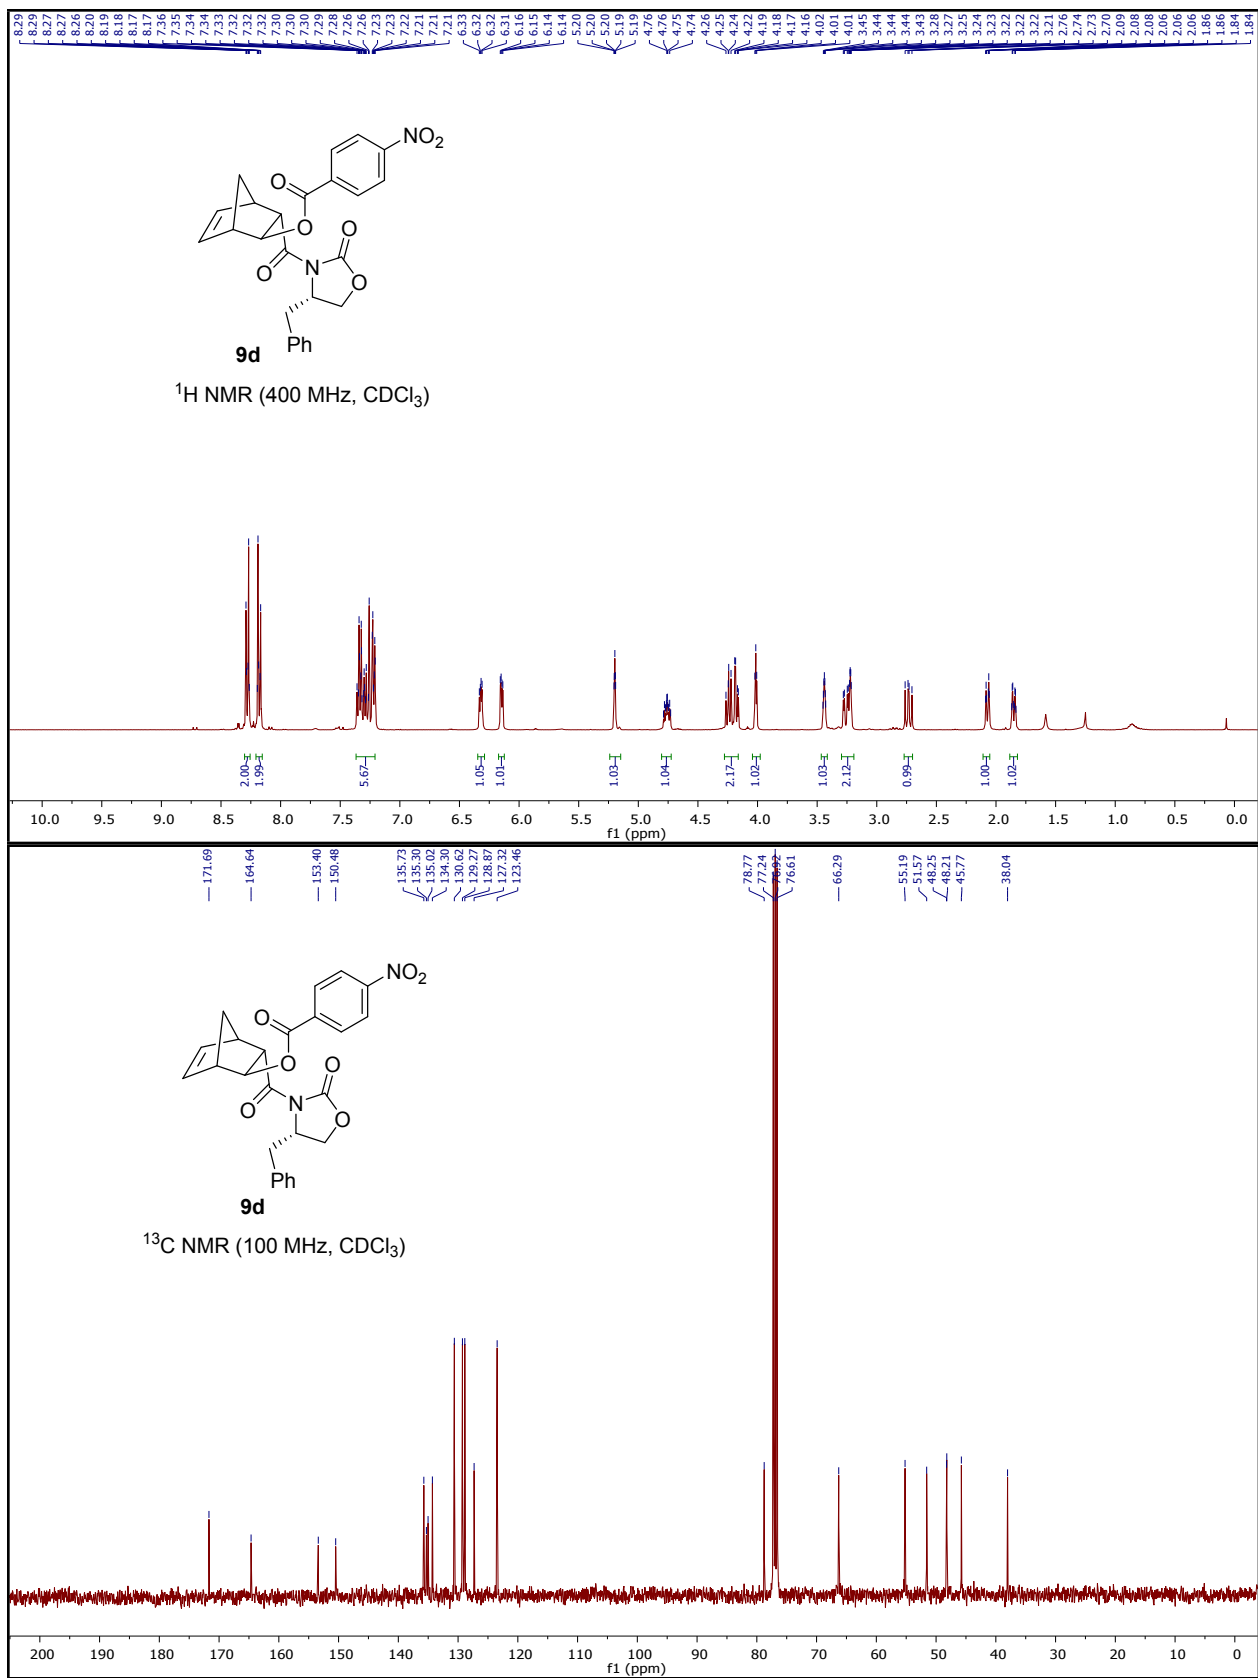 8.29 8.29 8.27 8.27 8.26 8.20 8.19 8.18 8.17 8.17 7.36 7.35 7.34 7.34 7.33 7.32 7.32 7.32 7.30 7.30 7.30 7.29 7.28 7.26 7.26 7.23 7.23 7.22 7.21 7.21 7.21 6.33 6.32 6.32 6.31 6.16 6.15 6.14 6.14 5.20 5.20 5.20 5.19 5.19 4.76 4.76 4.75 4.74 4.26 4.25 4.24 4.22 4.19 4.18 4.17 4.16 4.02 4.01 4.01 3.45 3.44 3.44 3.43 3.28 3.27 3.25 3.24 3.23 3.22 3.22 3.21 2.76 2.74 2.73 2.70 2.09 2.08 2.08 2.06 2.06 2.06 1.86 1.86 1.84 1.84
NO2
O
O
O
O
N
O
Ph
9d
1H NMR (400 MHz, CDCl3)
2.00 1.99 5.67 1.05 1.01 1.03 1.04 2.17 1.02 1.03 2.12 0.99 1.00 1.02
10.0 9.5 9.0 8.5 8.0 7.5 7.0 6.5 6.0 5.5 5.0 4.5 4.0 3.5 3.0 2.5 2.0 1.5 1.0 0.5 0.0
f1 (ppm)
171.69 164.64 153.40 150.48 135.73 135.30 135.02 134.30 130.62 129.27 128.87 127.32 123.46 78.77 77.24 76.92 76.61 66.29 55.19 51.57 48.25 48.21 45.77 38.04
NO2
O
O
O
O
N
O
Ph
9d
13C NMR (100 MHz, CDCl3)
200 190 180 170 160 150 140 130 120 110 100 90 80 70 60 50 40 30 20 10 0
f1 (ppm)